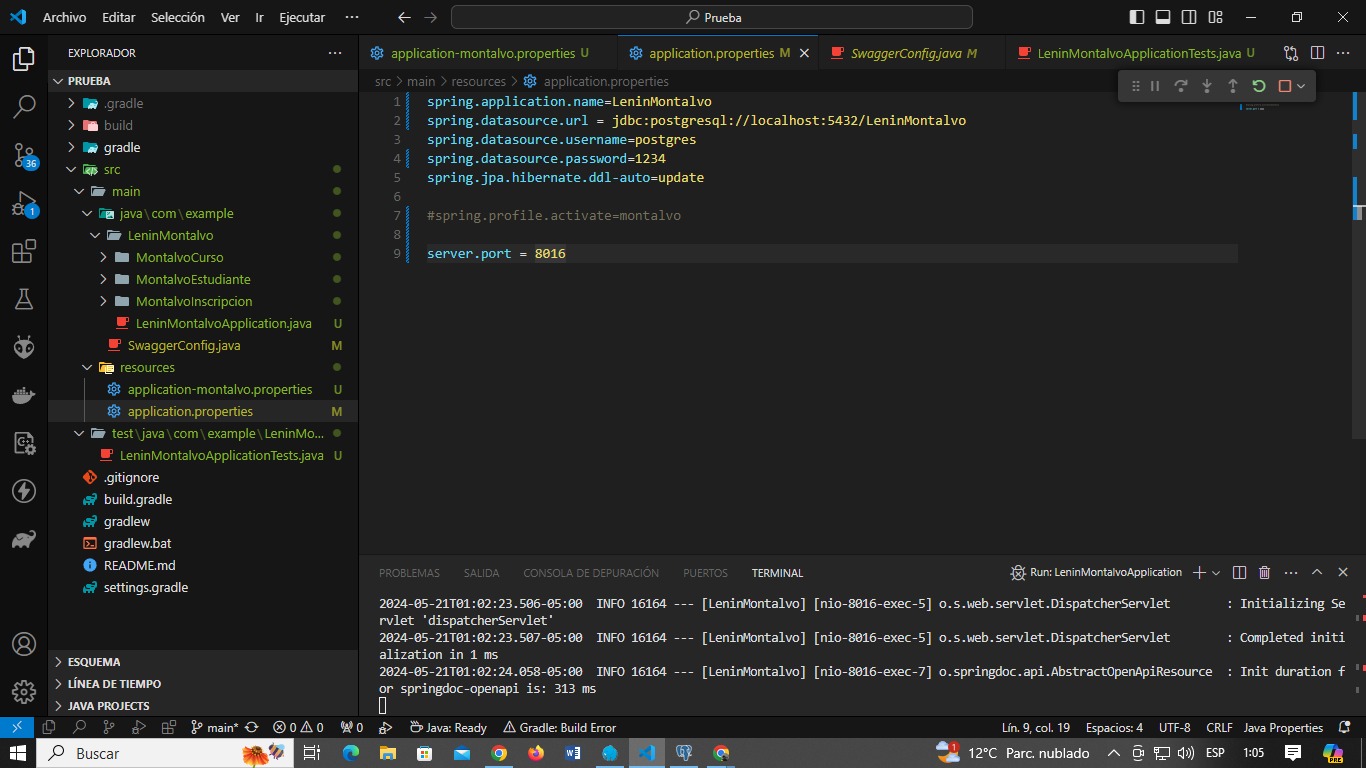 Archivo Editar Selección Ver Ir Ejecutar ··· Prueba
EXPLORADOR ···
PRUEBA
.gradle
build
gradle
src
main
java\com\example
LeninMontalvo
MontalvoCurso
MontalvoEstudiante
MontalvoInscripcion
LeninMontalvoApplication.java U
SwaggerConfig.java M
resources
application-montalvo.properties U
application.properties M
test\java\com\example\LeninMo...
LeninMontalvoApplicationTests.java U
.gitignore
build.gradle
gradlew
gradlew.bat
README.md
settings.gradle
ESQUEMA
LÍNEA DE TIEMPO
JAVA PROJECTS
36
1
application-montalvo.properties U application.properties M SwaggerConfig.java M LeninMontalvoApplicationTests.java U
src > main > resources > application.properties
1 spring.application.name=LeninMontalvo
2 spring.datasource.url = jdbc:postgresql://localhost:5432/LeninMontalvo
3 spring.datasource.username=postgres
4 spring.datasource.password=1234
5 spring.jpa.hibernate.ddl-auto=update
6
7 #spring.profile.activate=montalvo
8
9 server.port = 8016
PROBLEMAS SALIDA CONSOLA DE DEPURACIÓN PUERTOS TERMINAL Run: LeninMontalvoApplication
2024-05-21T01:02:23.506-05:00 INFO 16164 --- [LeninMontalvo] [nio-8016-exec-5] o.s.web.servlet.DispatcherServlet : Initializing Se
rvlet 'dispatcherServlet'
2024-05-21T01:02:23.507-05:00 INFO 16164 --- [LeninMontalvo] [nio-8016-exec-5] o.s.web.servlet.DispatcherServlet : Completed initi
alization in 1 ms
2024-05-21T01:02:24.058-05:00 INFO 16164 --- [LeninMontalvo] [nio-8016-exec-7] o.springdoc.api.AbstractOpenApiResource : Init duration f
or springdoc-openapi is: 313 ms
main* 0 0 0 Java: Ready Gradle: Build Error Lín. 9, col. 19 Espacios: 4 UTF-8 CRLF Java Properties
Buscar 1 12°C Parc. nublado ESP 1:05 PRE